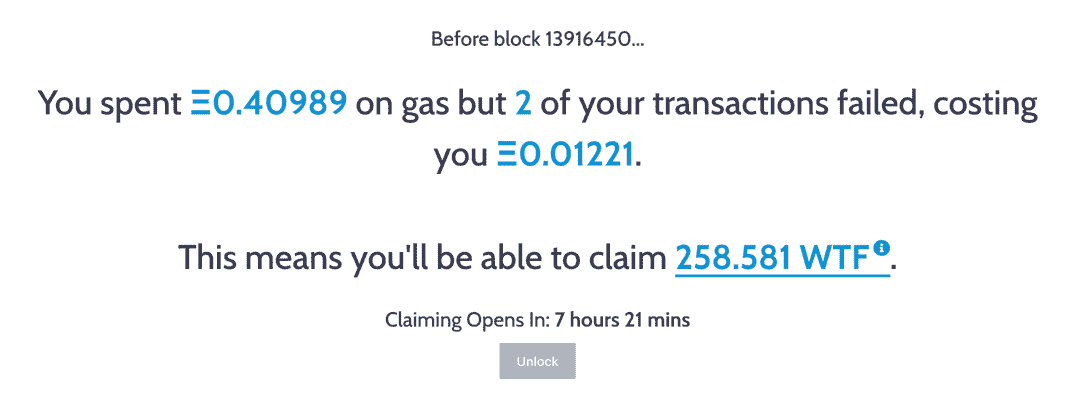 Before block 13916450...
You spent Ξ0.40989 on gas but 2 of your transactions failed, costing
you Ξ0.01221.
This means you'll be able to claim 258.581 WTF.
Claiming Opens In: 7 hours 21 mins
Unlock